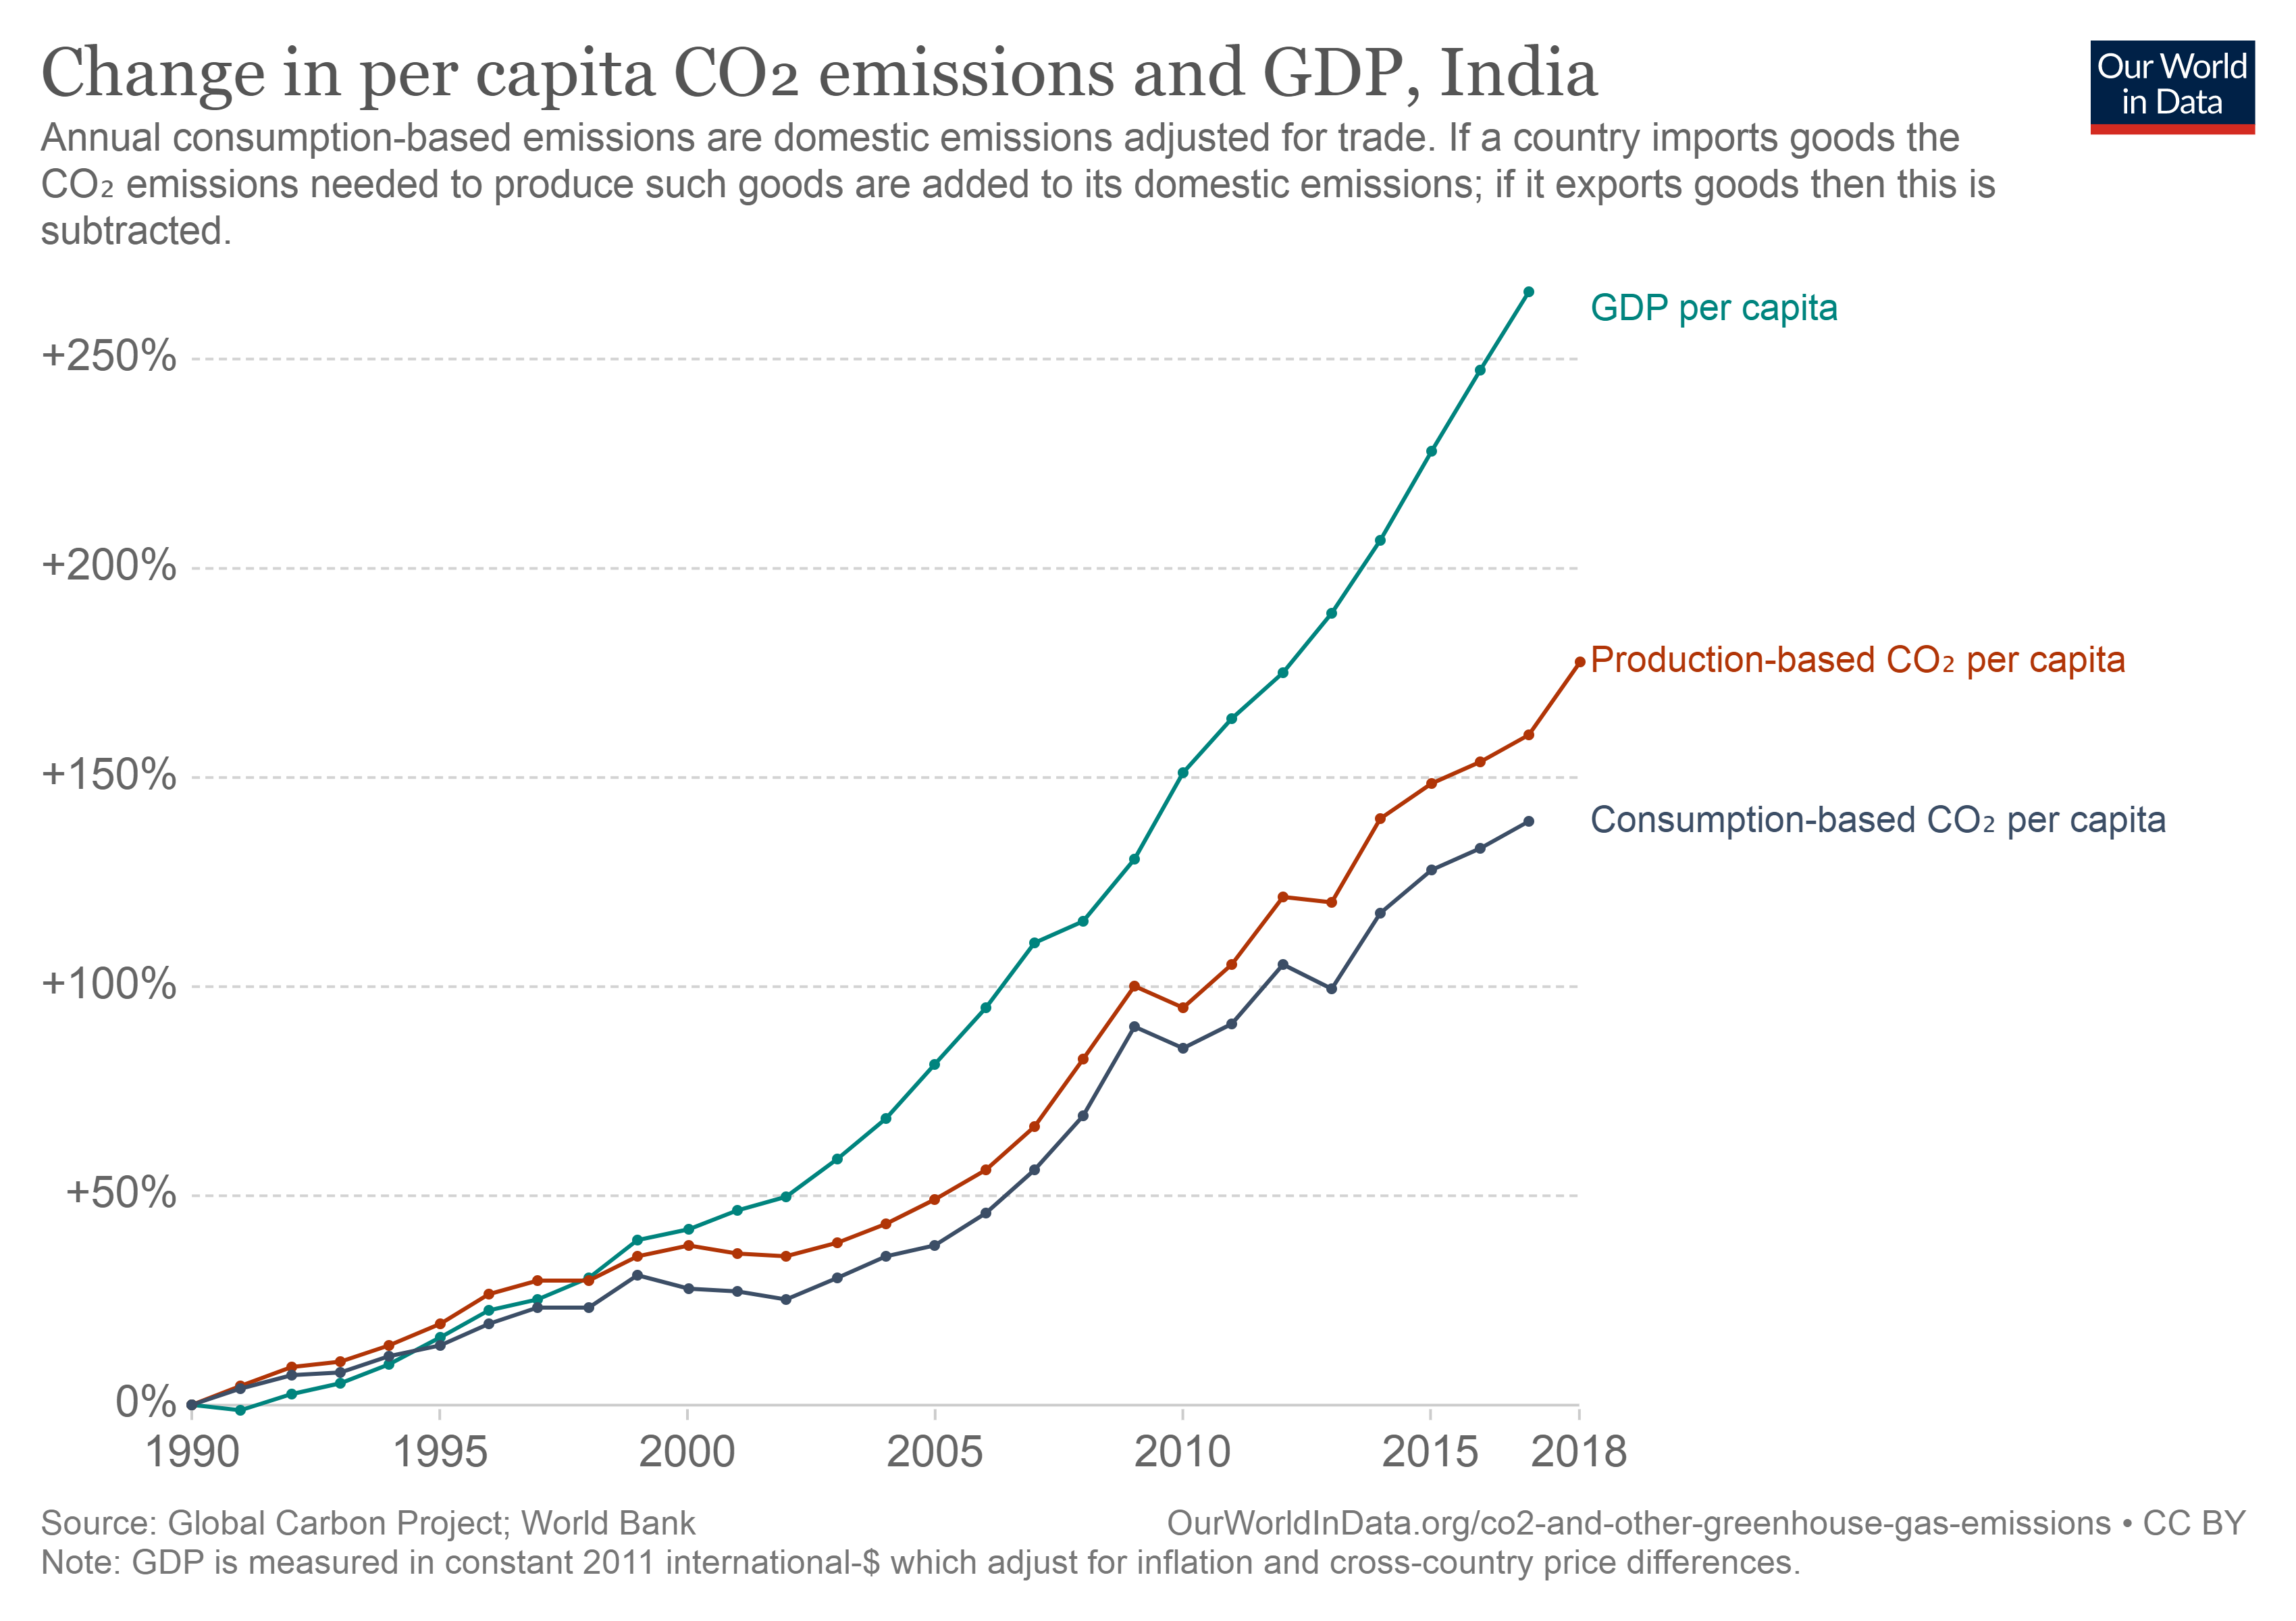 Change in per capita CO₂ emissions and GDP, India
Our World
in Data
Annual consumption-based emissions are domestic emissions adjusted for trade. If a country imports goods the
CO₂ emissions needed to produce such goods are added to its domestic emissions; if it exports goods then this is
subtracted.
GDP per capita
+250%
+200%
Production-based CO₂ per capita
+150%
Consumption-based CO₂ per capita
+100%
+50%
0%
1990 1995 2000 2005 2010 2015 2018
Source: Global Carbon Project; World Bank
OurWorldInData.org/co2-and-other-greenhouse-gas-emissions • CC BY
Note: GDP is measured in constant 2011 international-$ which adjust for inflation and cross-country price differences.